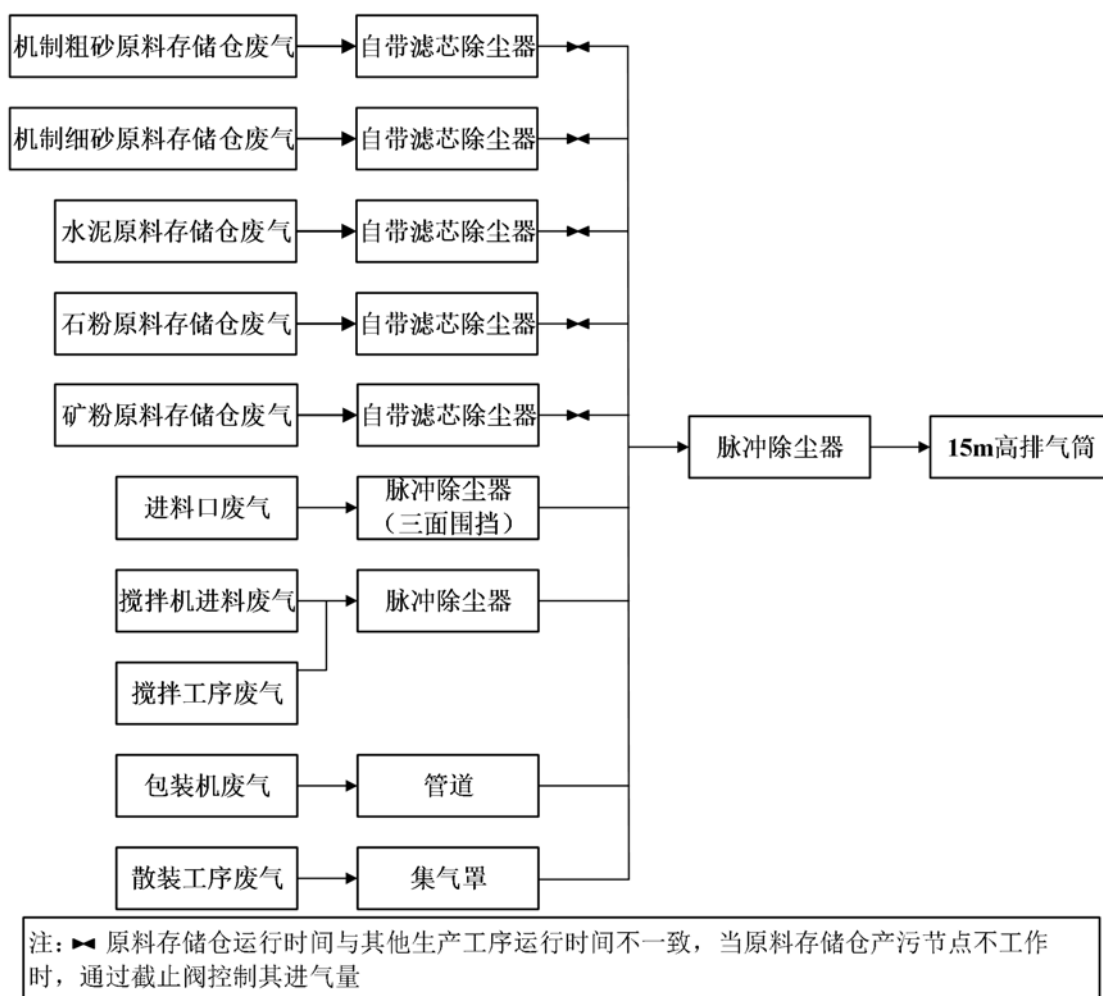 机制粗砂原料存储仓废气
自带滤芯除尘器
机制细砂原料存储仓废气
自带滤芯除尘器
水泥原料存储仓废气
自带滤芯除尘器
石粉原料存储仓废气
自带滤芯除尘器
矿粉原料存储仓废气
自带滤芯除尘器
脉冲除尘器
15m高排气筒
进料口废气
脉冲除尘器
（三面围挡）
搅拌机进料废气
脉冲除尘器
搅拌工序废气
包装机废气
管道
散装工序废气
集气罩
注：原料存储仓运行时间与其他生产工序运行时间不一致，当原料存储仓产污节点不工作
时，通过截止阀控制其进气量